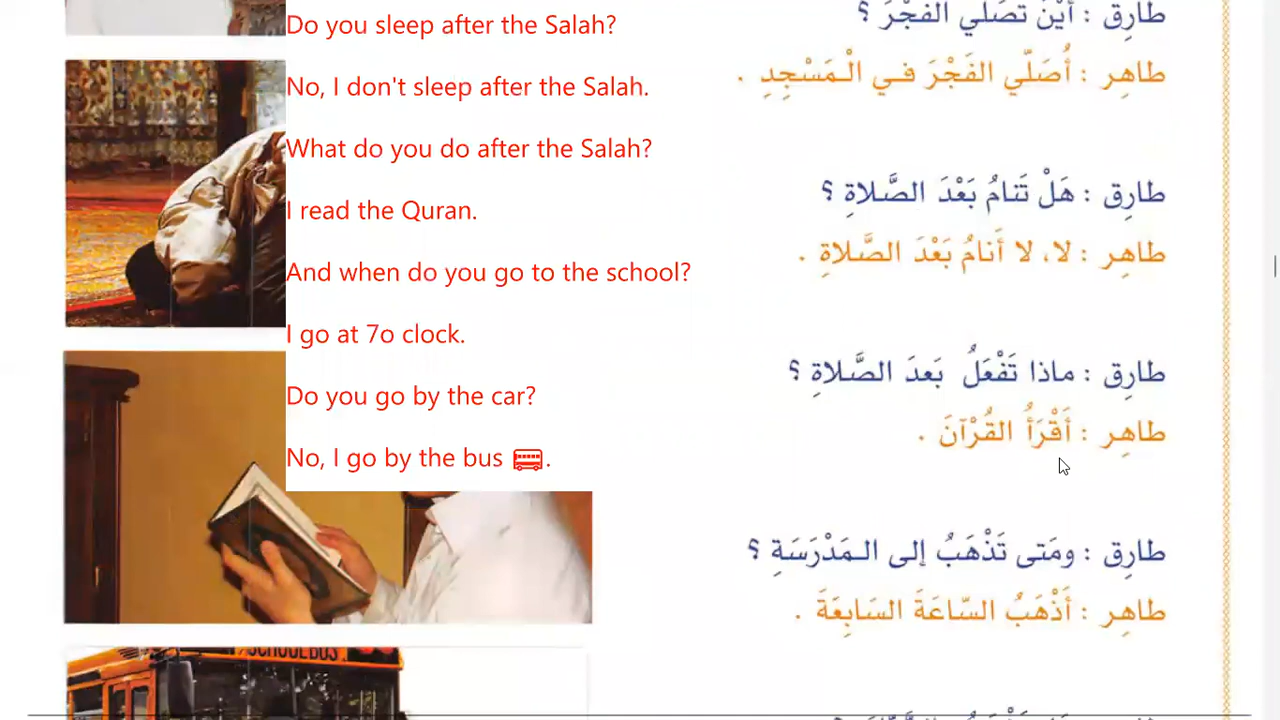 Do you sleep after the Salah?
No, I don't sleep after the Salah.
What do you do after the Salah?
I read the Quran.
And when do you go to the school?
I go at 7o clock.
Do you go by the car?
No, I go by the bus 🚌.
طارِق : أَيْنَ تُصَلّي الفَجْرَ ؟
طاهِر : أُصَلّي الفَجْرَ في الْمَسْجِدِ .
طارِق : هَلْ تَنامُ بَعْدَ الصَّلاةِ ؟
طاهِر : لا، لا أَنامُ بَعْدَ الصَّلاةِ .
طارِق : ماذا تَفْعَلُ بَعدَ الصَّلاةِ ؟
طاهِر : أَقْرَأُ القُرْآنَ .
طارِق : ومَتى تَذْهَبُ إلى الـمَدْرَسَةِ ؟
طاهِر : أَذْهَبُ السّاعَةَ السَابِعَةَ .
SCHOOL BUS